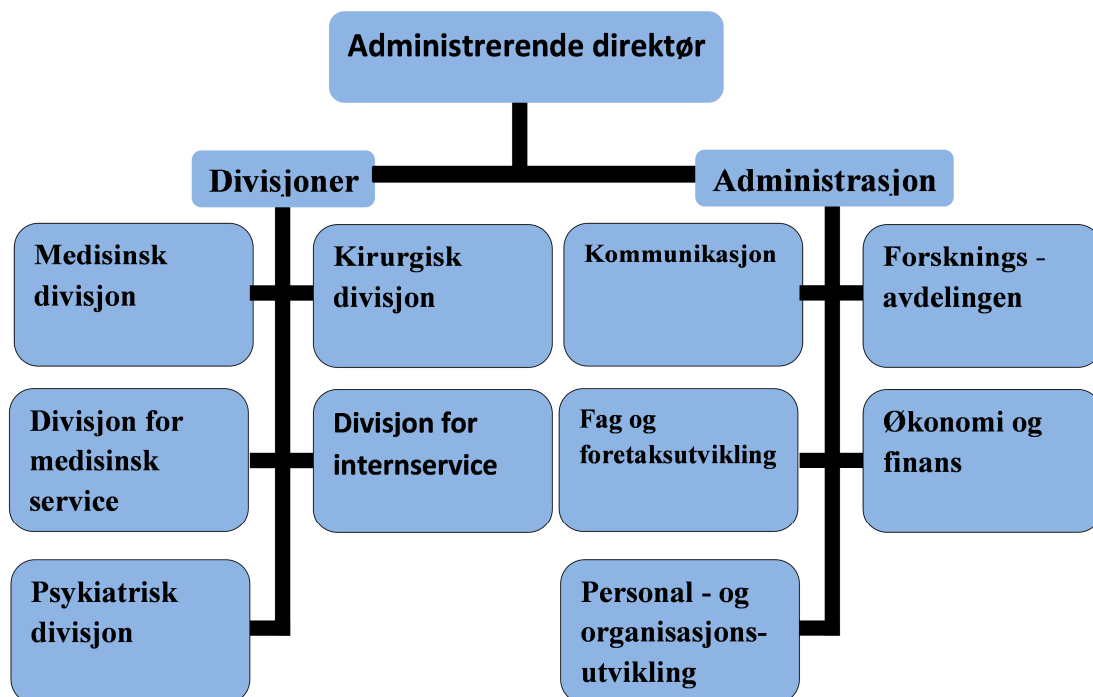 Administrerende direktør
Divisjoner
Administrasjon
Medisinsk
divisjon
Kirurgisk
divisjon
Kommunikasjon
Forsknings -
avdelingen
Divisjon for
medisinsk
service
Divisjon for
internservice
Fag og
foretaksutvikling
Økonomi og
finans
Psykiatrisk
divisjon
Personal - og
organisasjons-
utvikling